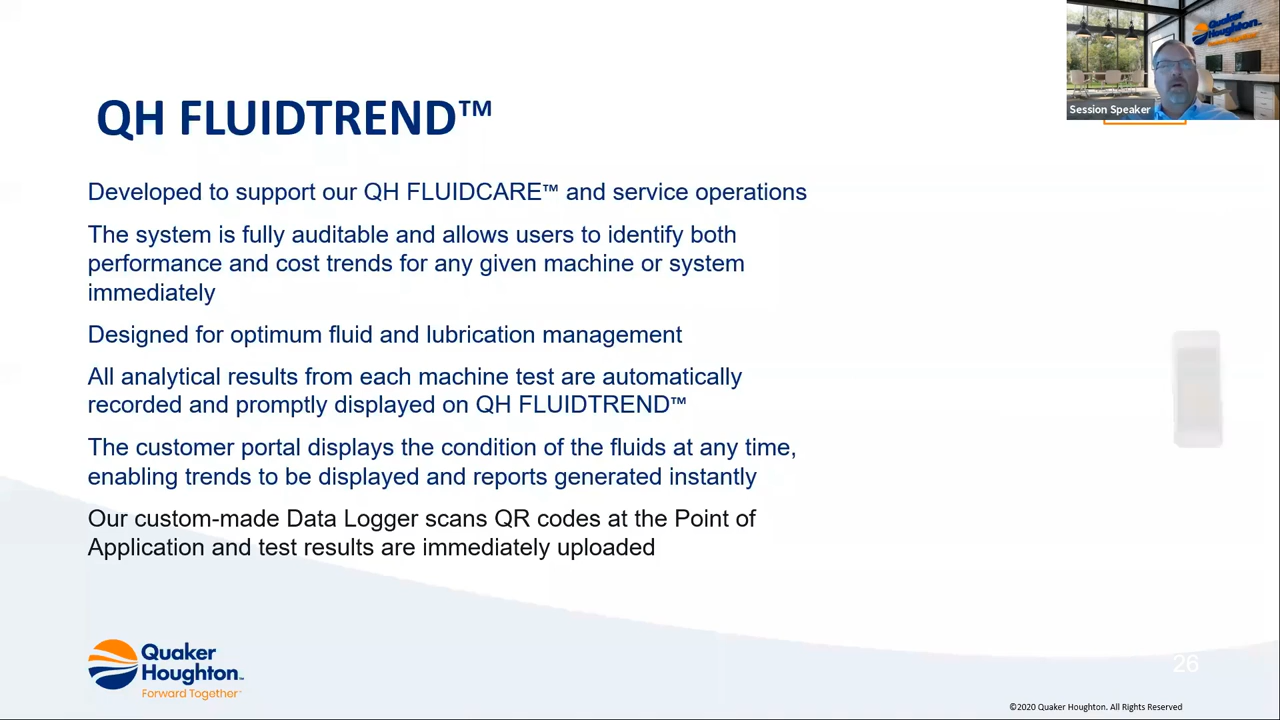 Quaker
Houghton
Forward Together
Session Speaker
QH FLUIDTREND™
Developed to support our QH FLUIDCARE™ and service operations
The system is fully auditable and allows users to identify both
performance and cost trends for any given machine or system
immediately
Designed for optimum fluid and lubrication management
All analytical results from each machine test are automatically
recorded and promptly displayed on QH FLUIDTREND™
The customer portal displays the condition of the fluids at any time,
enabling trends to be displayed and reports generated instantly
Our custom-made Data Logger scans QR codes at the Point of
Application and test results are immediately uploaded
Quaker
Houghton™
Forward Together™
26
©2020 Quaker Houghton. All Rights Reserved